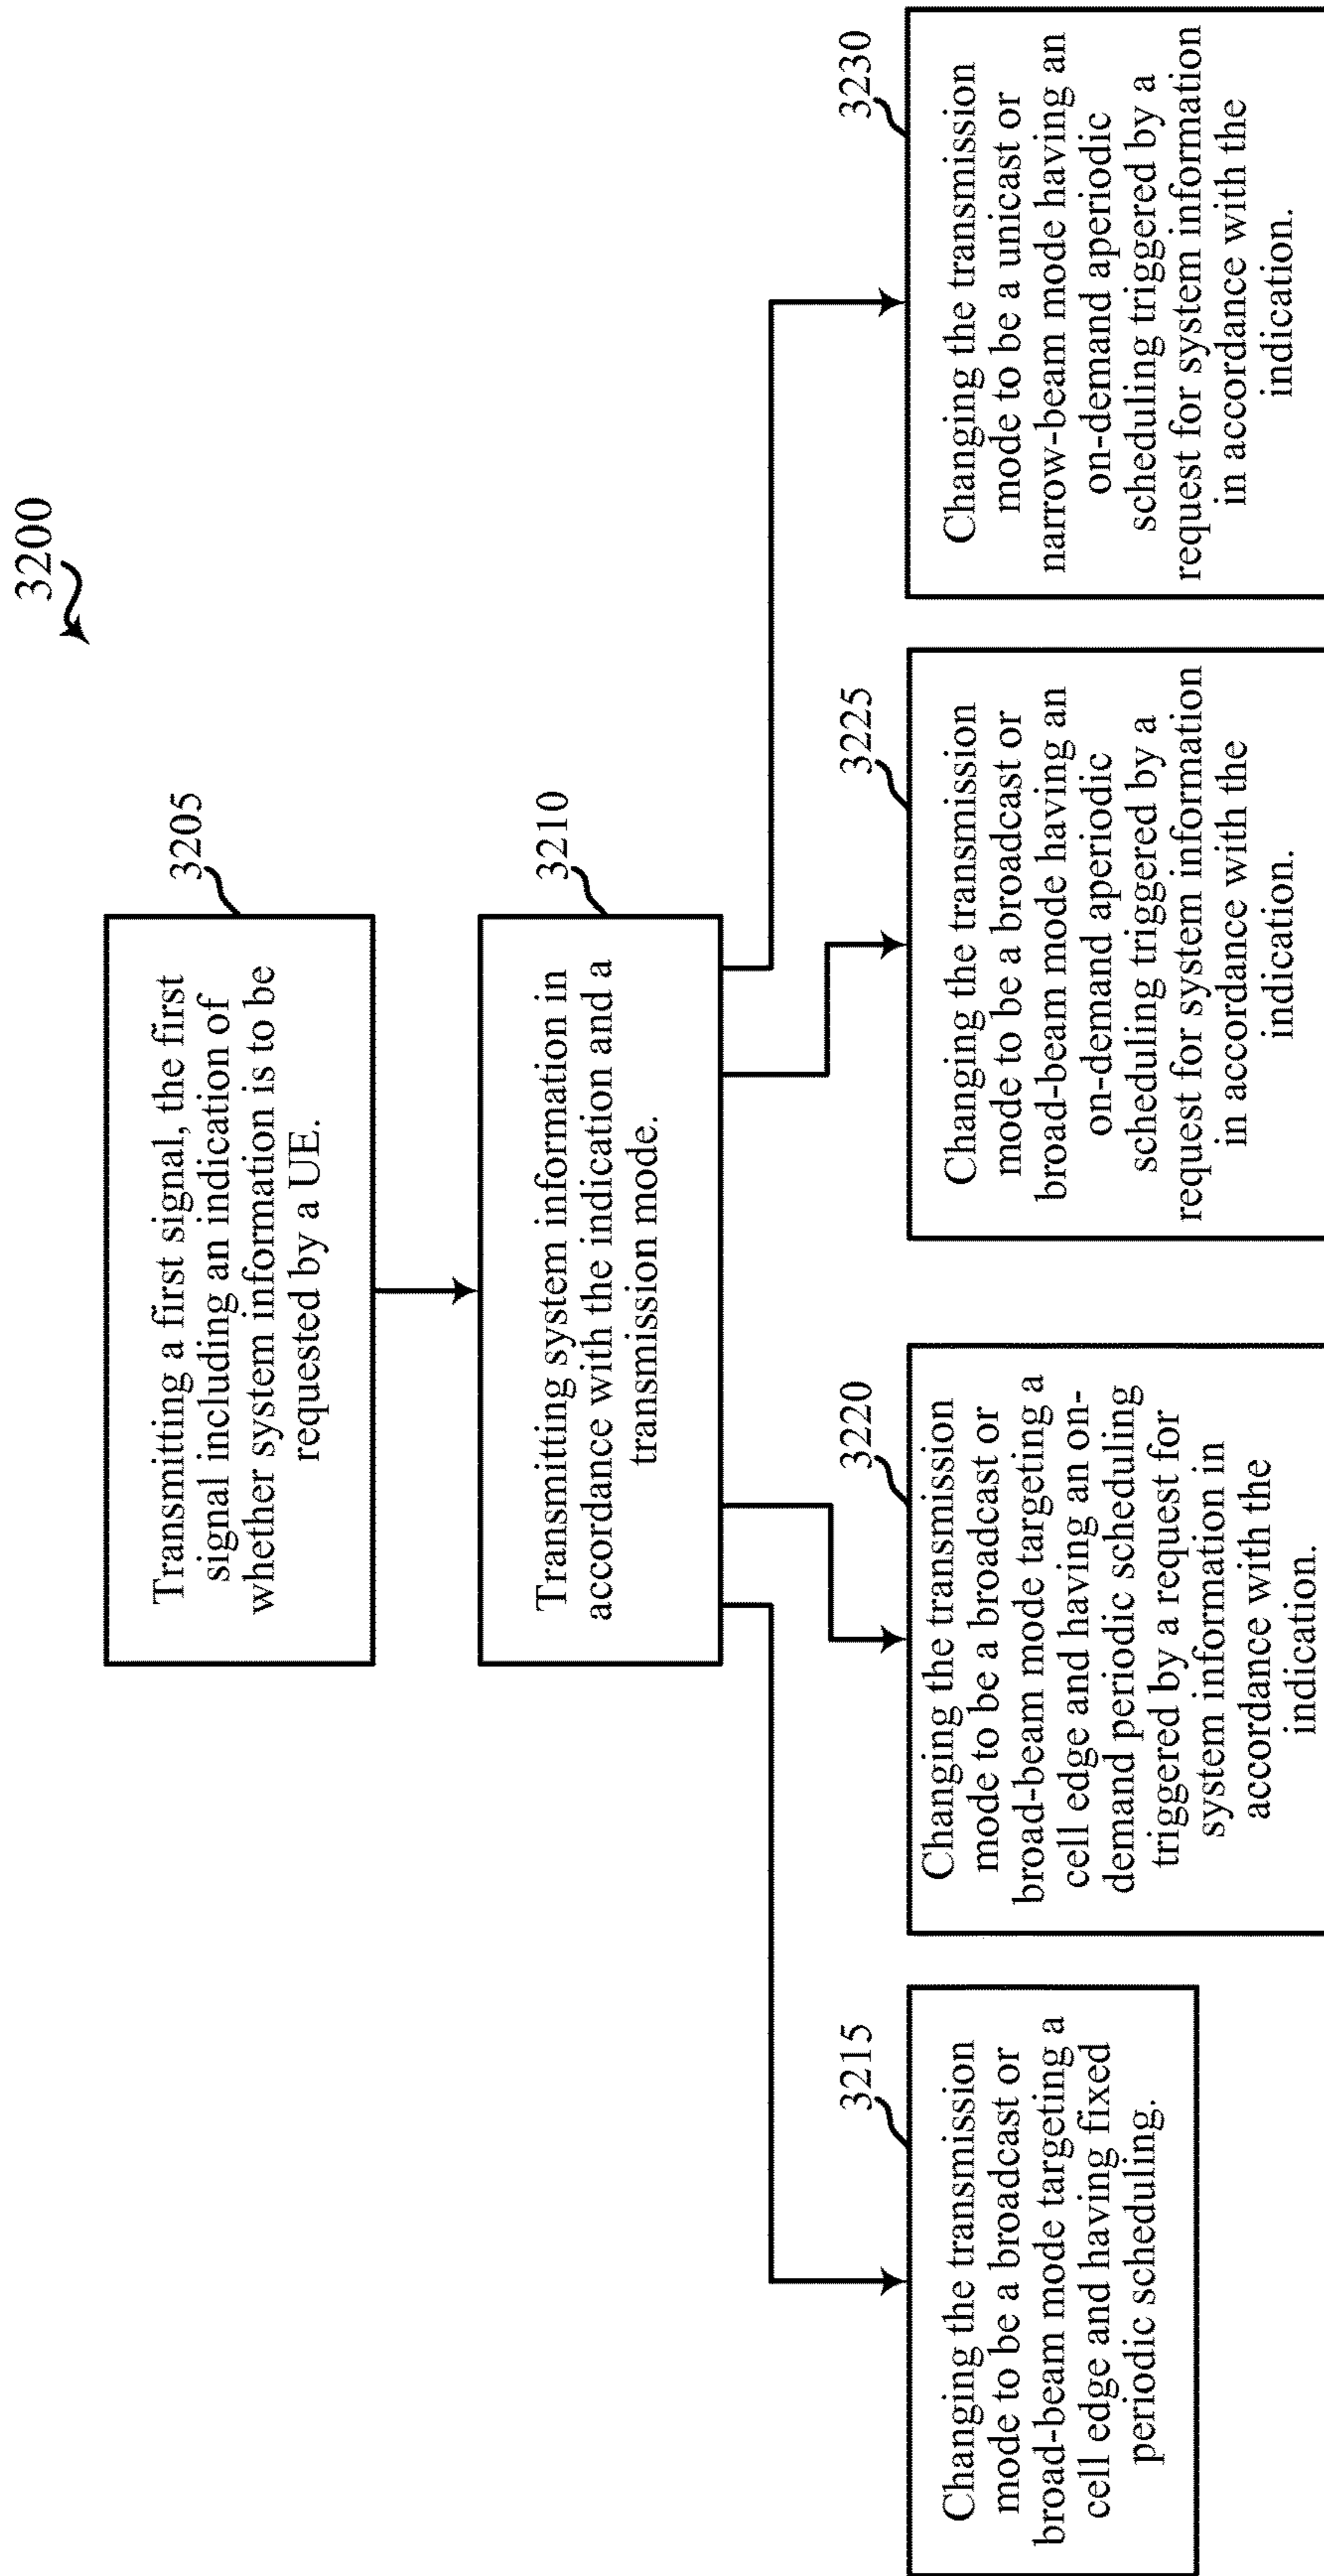 3200
3205
Transmitting a first signal, the first
signal including an indication of
whether system information is to be
requested by a UE.
3210
Transmitting system information in
accordance with the indication and a
transmission mode.
3215
Changing the transmission
mode to be a broadcast or
broad-beam mode targeting a
cell edge and having fixed
periodic scheduling.
3220
Changing the transmission
mode to be a broadcast or
broad-beam mode targeting a
cell edge and having an on-
demand periodic scheduling
triggered by a request for
system information in
accordance with the
indication.
3225
Changing the transmission
mode to be a broadcast or
broad-beam mode having an
on-demand aperiodic
scheduling triggered by a
request for system information
in accordance with the
indication.
3230
Changing the transmission
mode to be a unicast or
narrow-beam mode having an
on-demand aperiodic
scheduling triggered by a
request for system information
in accordance with the
indication.